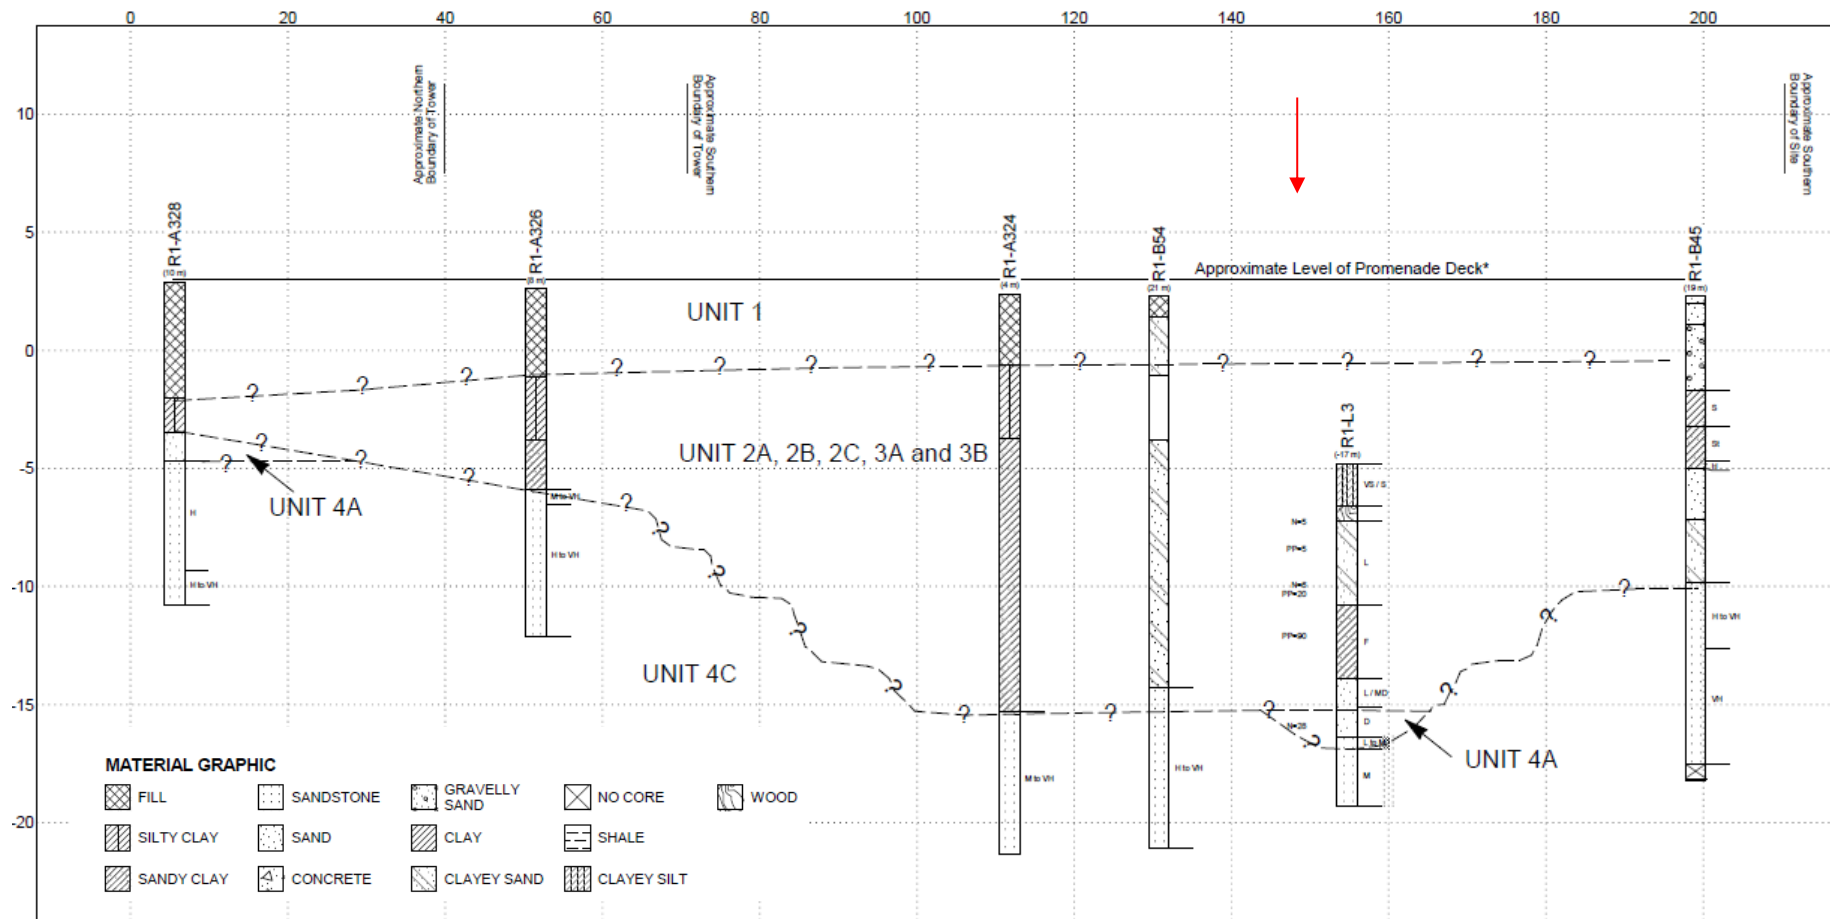 0 20 40 60 80 100 120 140 160 180 200
10
5
0
-5
-10
-15
-20
Approximate Northern
Boundary of Tower
Approximate Southern
Boundary of Tower
Approximate Southern
Boundary of Site
R1-A328
(10 m)
R1-A326
(8 m)
R1-A324
(4 m)
R1-B54
(21 m)
R1-L3
(-17 m)
R1-B45
(19 m)
Approximate Level of Promenade Deck*
UNIT 1
? ? ? ? ? ? ? ? ? ? ? ?
UNIT 2A, 2B, 2C, 3A and 3B
? ? ? ? ? ? ? ? ? ? ? ? ? ? ? ?
UNIT 4A
UNIT 4C
UNIT 4A
H
H to VH
M to VH
H to VH
M to VH
H to VH
VS / S
N=5
PP=5
L
N=6
PP=20
PP=90
F
L / MD
N=28
D
L to M
M
S
St
H
H to VH
VH
MATERIAL GRAPHIC
FILL
SANDSTONE
GRAVELLY
SAND
NO CORE
WOOD
SILTY CLAY
SAND
CLAY
SHALE
SANDY CLAY
CONCRETE
CLAYEY SAND
CLAYEY SILT